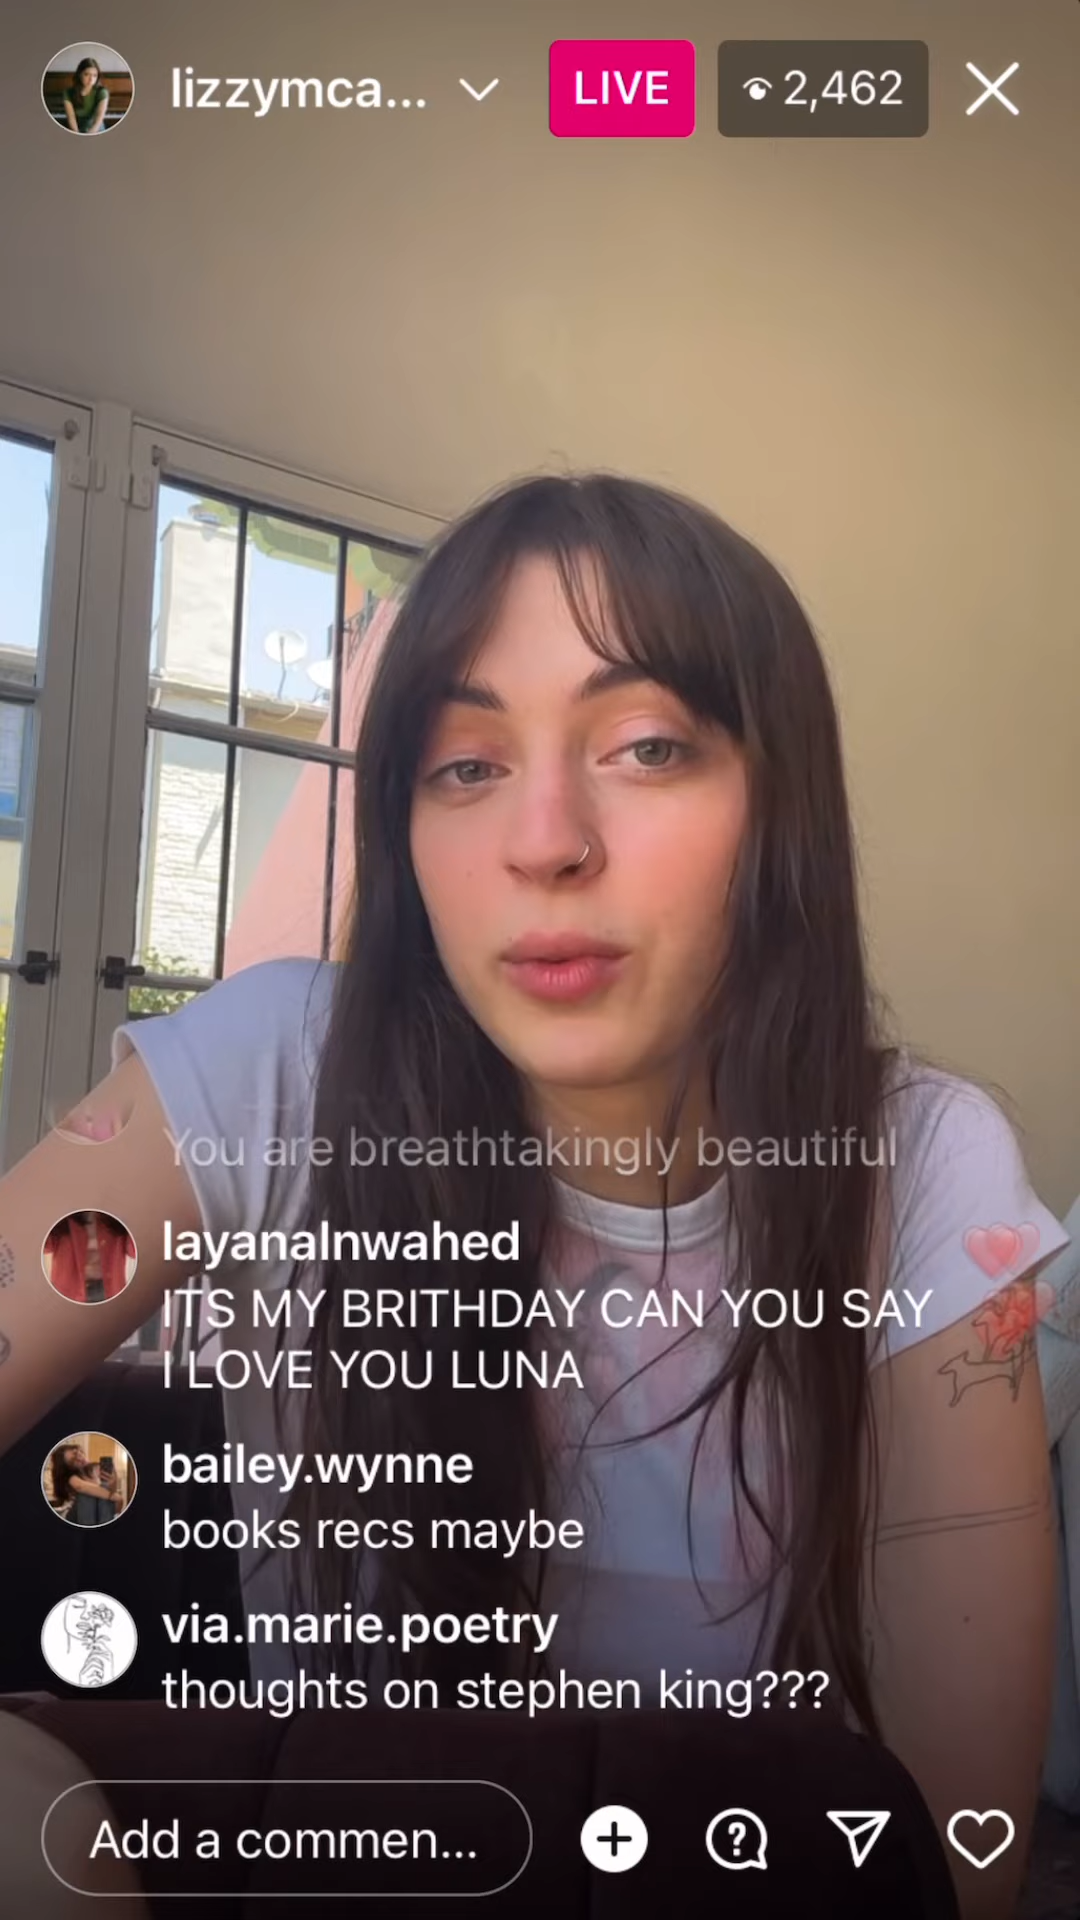 lizzymca...
LIVE
2,462
You are breathtakingly beautiful
layanalnwahed
ITS MY BRITHDAY CAN YOU SAY
I LOVE YOU LUNA
bailey.wynne
books recs maybe
via.marie.poetry
thoughts on stephen king???
Add a commen...